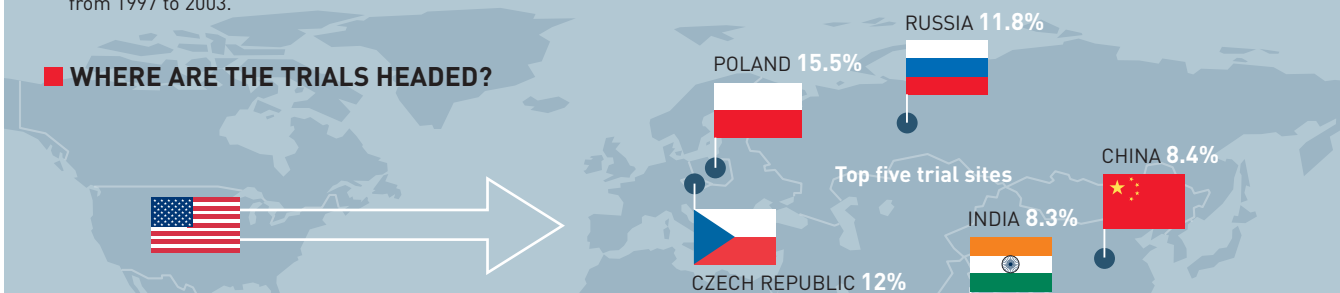 from 1997 to 2003.
WHERE ARE THE TRIALS HEADED?
RUSSIA 11.8%
POLAND 15.5%
CHINA 8.4%
Top five trial sites
INDIA 8.3%
CZECH REPUBLIC 12%